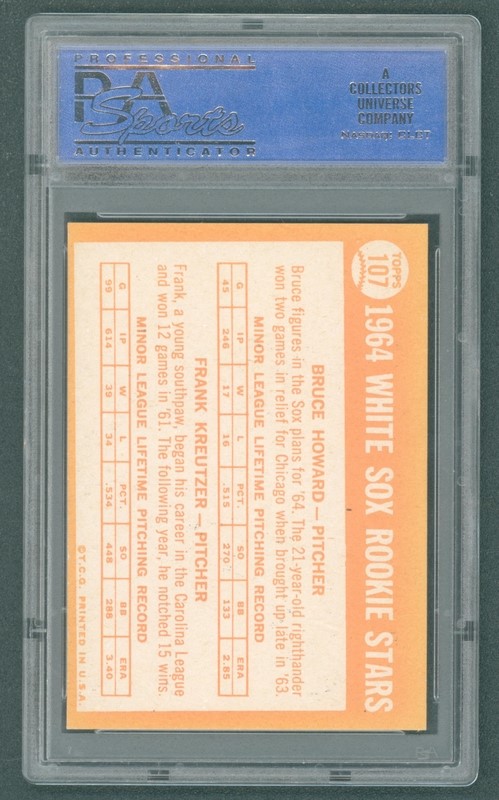 PROFESSIONAL
PSA
Sports
AUTHENTICATOR
A
COLLECTORS
UNIVERSE
COMPANY
Nasdaq: CLCT
TOPPS
107
1964 WHITE SOX ROOKIE STARS
BRUCE HOWARD — PITCHER
Bruce figures in the Sox plans for '64. The 21-year-old righthander
won two games in relief for Chicago when brought up late in '63.
MINOR LEAGUE LIFETIME PITCHING RECORD
G IP W L PCT. SO BB ERA
45 246 17 16 .515 270 133 2.85
FRANK KREUTZER — PITCHER
Frank, a young southpaw, began his career in the Carolina League
and won 12 games in '61. The following year, he notched 15 wins.
MINOR LEAGUE LIFETIME PITCHING RECORD
G IP W L PCT. SO BB ERA
99 614 39 34 .534 448 288 3.40
©T.C.G. PRINTED IN U.S.A.